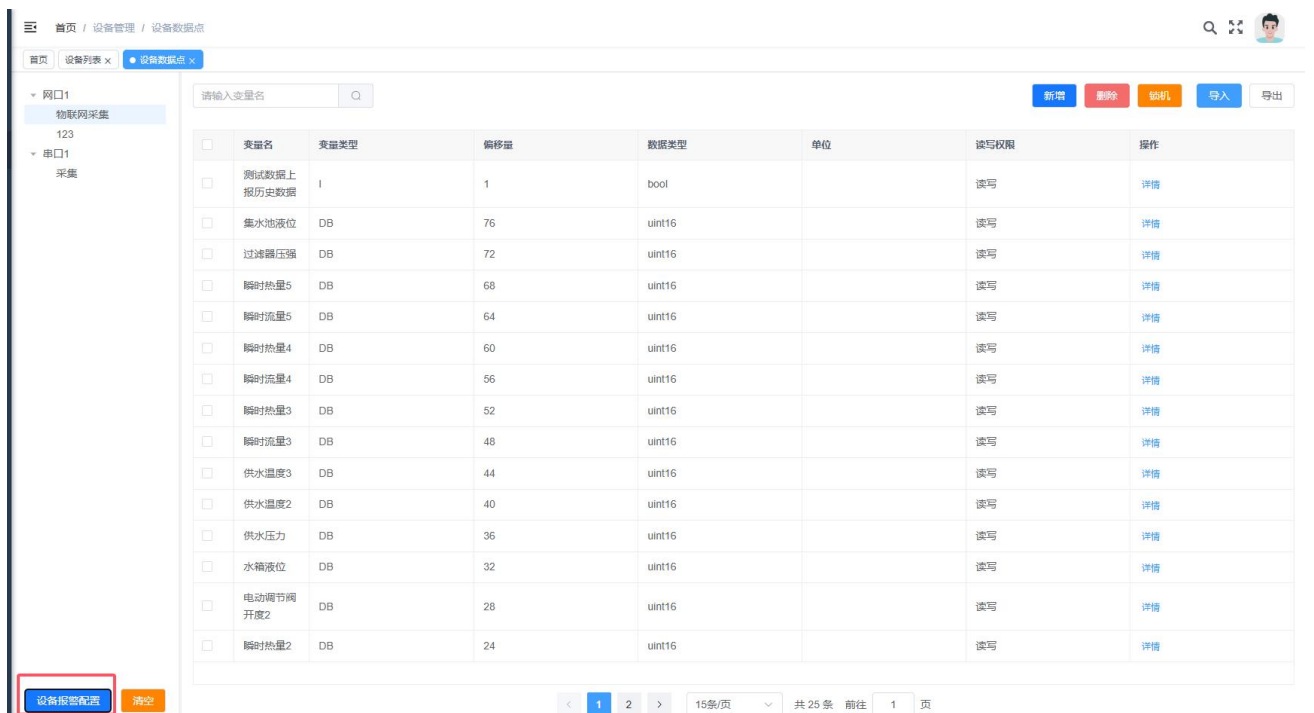 首页 / 设备管理 / 设备数据点
首页 设备列表 × 设备数据点 ×
网口1
物联网采集
123
串口1
采集
请输入变量名
新增 删除 锁机 导入 导出
变量名 变量类型 偏移量 数据类型 单位 读写权限 操作
测试数据上
报历史数据 I 1 bool 读写 详情
集水池液位 DB 76 uint16 读写 详情
过滤器压强 DB 72 uint16 读写 详情
瞬时热量5 DB 68 uint16 读写 详情
瞬时流量5 DB 64 uint16 读写 详情
瞬时热量4 DB 60 uint16 读写 详情
瞬时流量4 DB 56 uint16 读写 详情
瞬时热量3 DB 52 uint16 读写 详情
瞬时流量3 DB 48 uint16 读写 详情
供水温度3 DB 44 uint16 读写 详情
供水温度2 DB 40 uint16 读写 详情
供水压力 DB 36 uint16 读写 详情
水箱液位 DB 32 uint16 读写 详情
电动调节阀
开度2 DB 28 uint16 读写 详情
瞬时热量2 DB 24 uint16 读写 详情
设备报警配置 清空
< 1 2 > 15条/页 共 25 条 前往 1 页